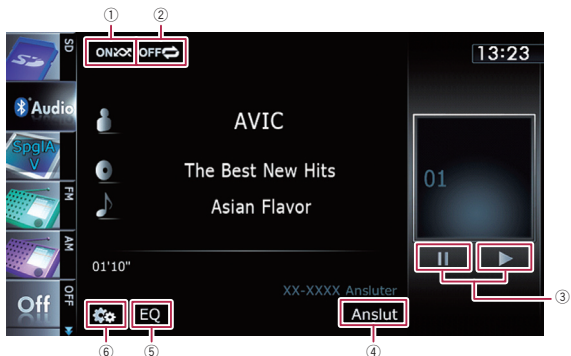 ① ②
SD
ON OFF
13:23
Audio
AVIC
SpglA
V
The Best New Hits
01
FM
Asian Flavor
AM
01'10"
XX-XXXX Ansluter
③
Off
OFF
EQ
Anslut
⑥ ⑤ ④